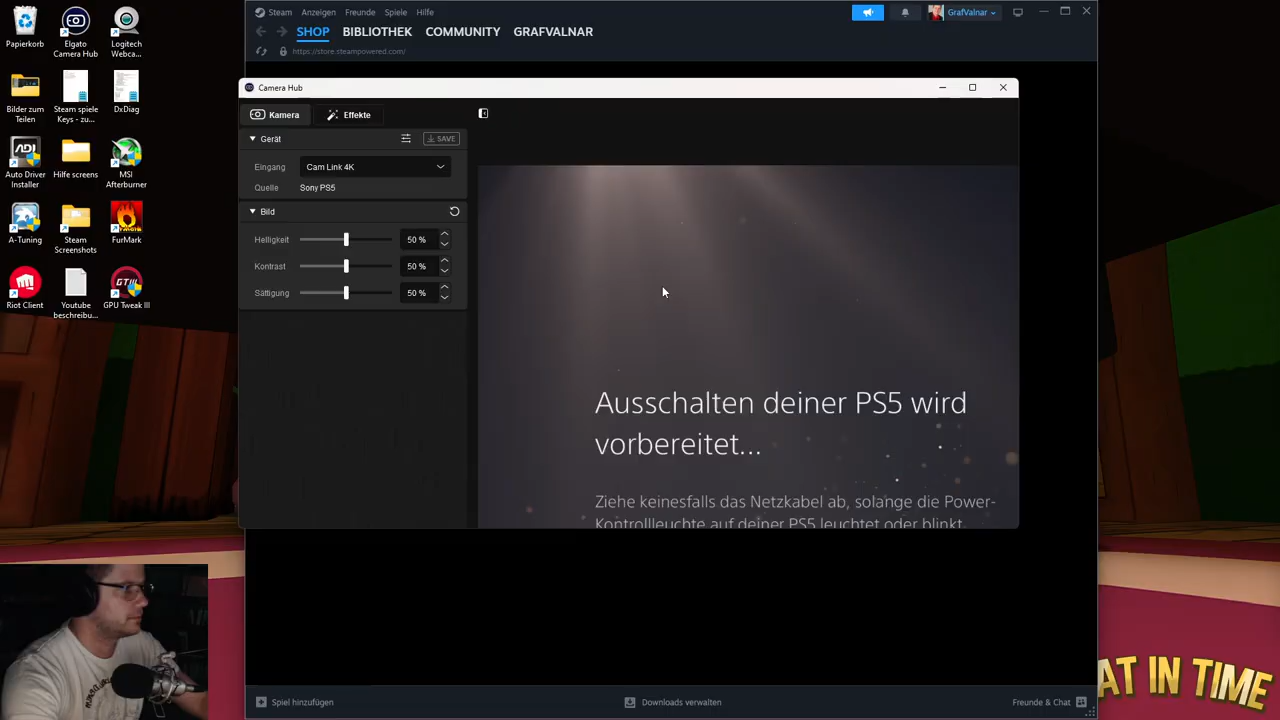 Steam Anzeigen Freunde Spiele Hilfe
GrafValnar
SHOP BIBLIOTHEK COMMUNITY GRAFVALNAR
https://store.steampowered.com/
Papierkorb
Elgato Camera Hub
Logitech Webca...
Bilder zum Teilen
Steam spiele Keys - zu...
DxDiag
Auto Driver Installer
Hilfe screens
MSI Afterburner
A-Tuning
Steam Screenshots
FurMark
Riot Client
Youtube beschreibu...
GPU Tweak III
Camera Hub
Kamera Effekte
Gerät SAVE
Eingang Cam Link 4K
Quelle Sony PS5
Bild
Helligkeit 50 %
Kontrast 50 %
Sättigung 50 %
Ausschalten deiner PS5 wird
vorbereitet...
Ziehe keinesfalls das Netzkabel ab, solange die Power-
Kontrollleuchte auf deiner PS5 leuchtet oder blinkt.
Spiel hinzufügen Downloads verwalten Freunde & Chat
AT IN TIME